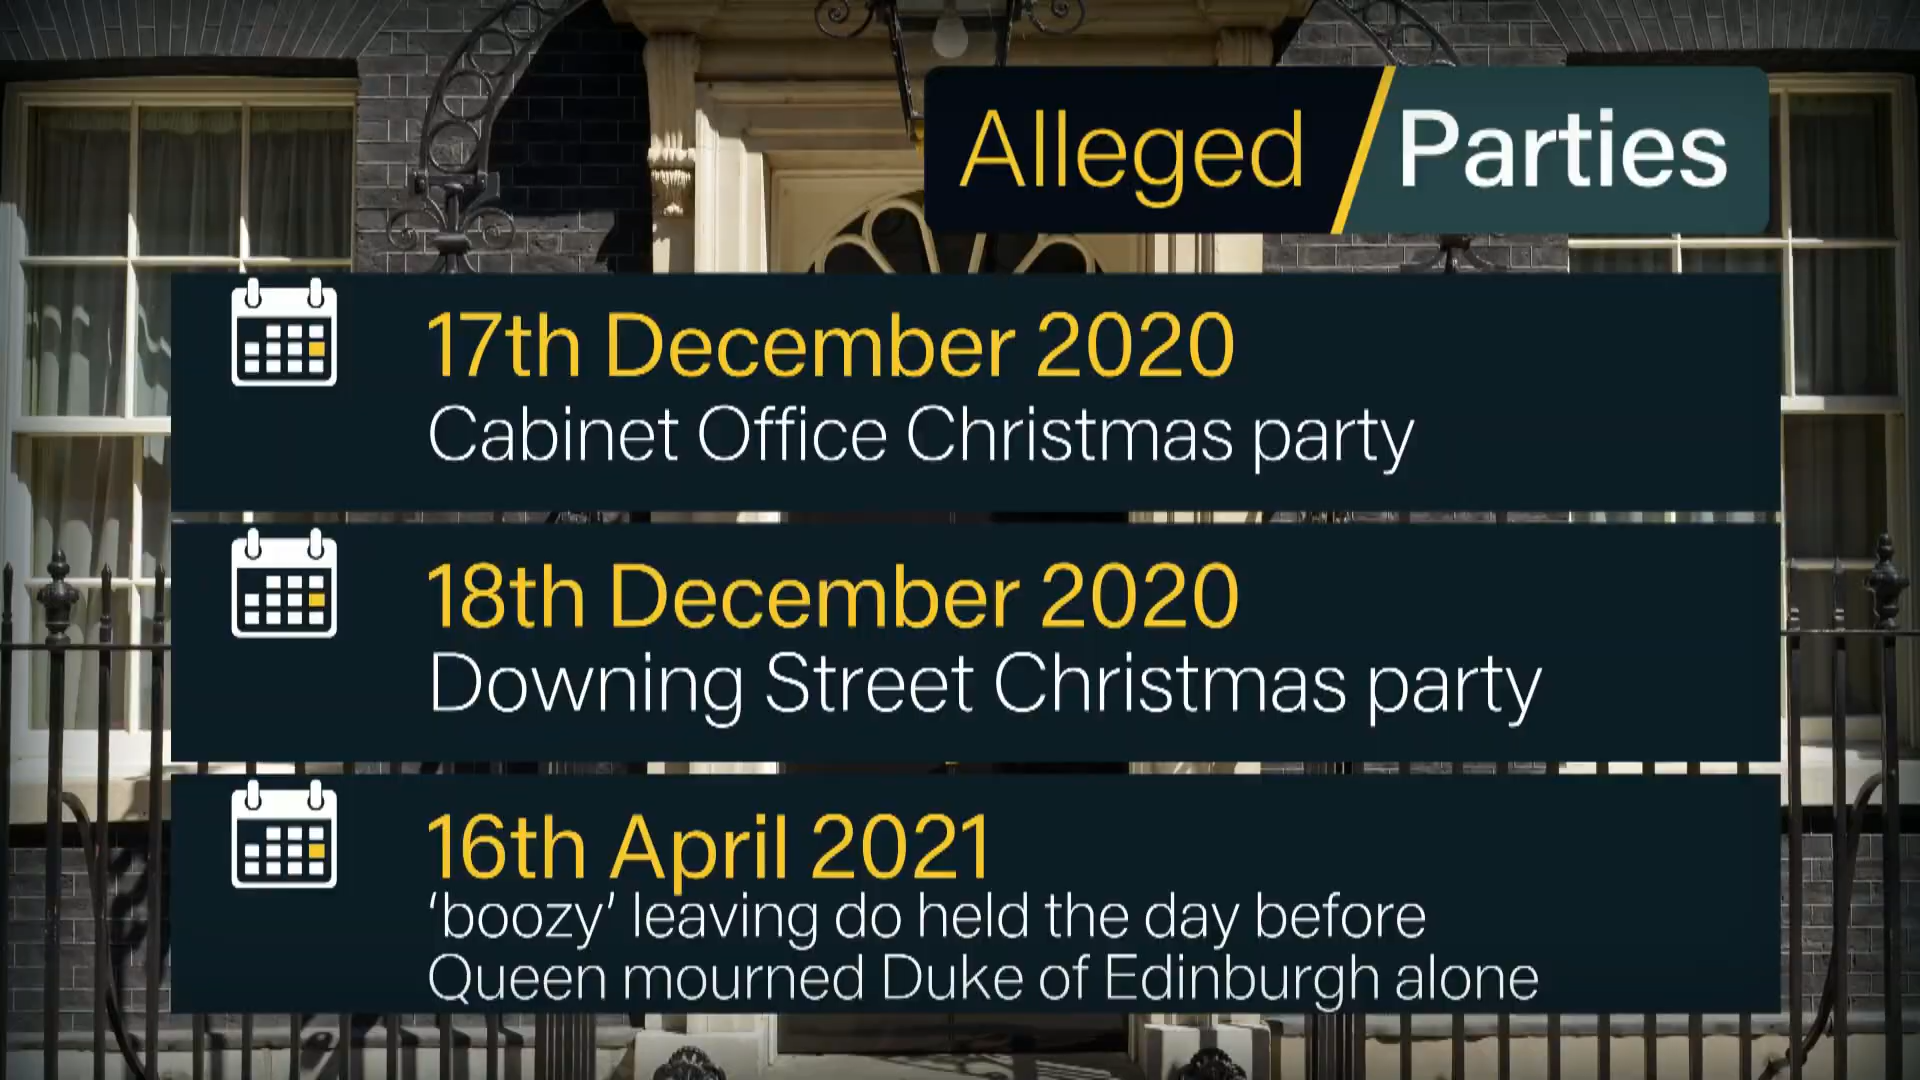 Alleged Parties
17th December 2020
Cabinet Office Christmas party
18th December 2020
Downing Street Christmas party
16th April 2021
‘boozy’ leaving do held the day before
Queen mourned Duke of Edinburgh alone